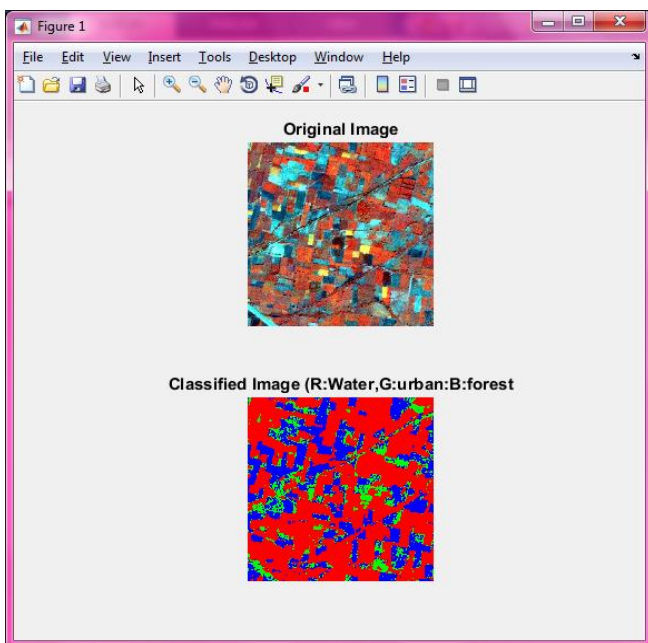 Figure 1
File Edit View Insert Tools Desktop Window Help
Original Image
Classified Image (R:Water,G:urban:B:forest